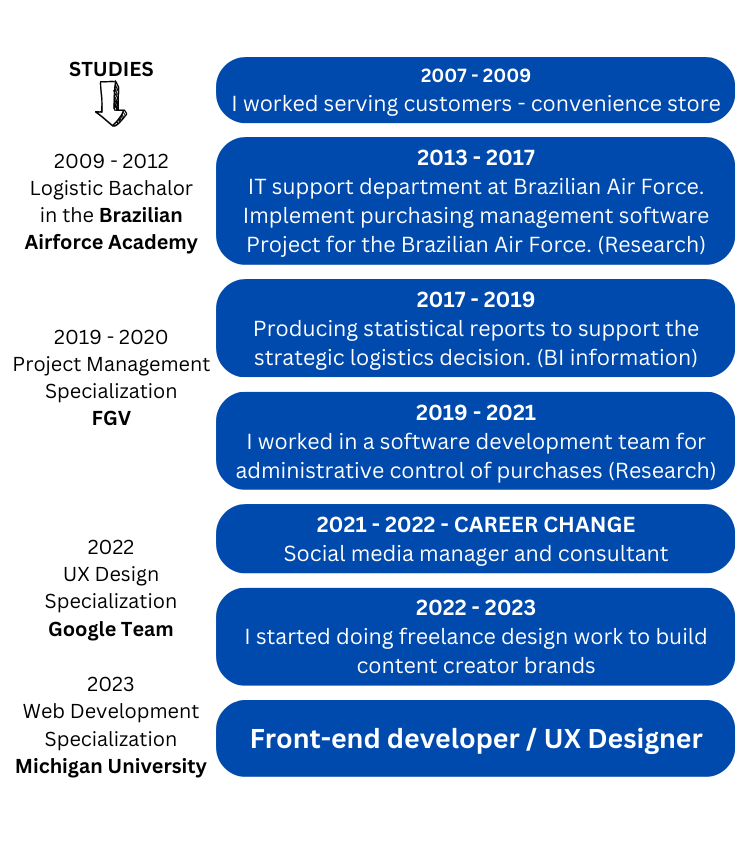 STUDIES
2009 - 2012
Logistic Bachalor
in the Brazilian
Airforce Academy
2019 - 2020
Project Management
Specialization
FGV
2022
UX Design
Specialization
Google Team
2023
Web Development
Specialization
Michigan University
2007 - 2009
I worked serving customers - convenience store
2013 - 2017
IT support department at Brazilian Air Force.
Implement purchasing management software
Project for the Brazilian Air Force. (Research)
2017 - 2019
Producing statistical reports to support the
strategic logistics decision. (BI information)
2019 - 2021
I worked in a software development team for
administrative control of purchases (Research)
2021 - 2022 - CAREER CHANGE
Social media manager and consultant
2022 - 2023
I started doing freelance design work to build
content creator brands
Front-end developer / UX Designer